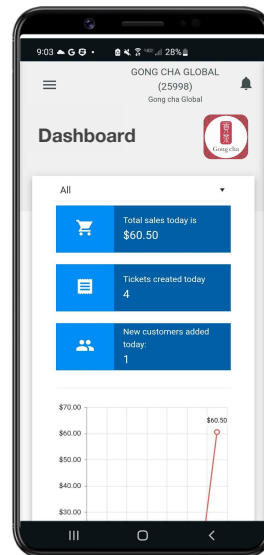 9:03
28%
GONG CHA GLOBAL
(25998)
Gong cha Global
Dashboard
Gong cha
All
Total sales today is
$60.50
Tickets created today
4
New customers added
today:
1
$70.00
$60.50
$60.00
$50.00
$40.00
$30.00